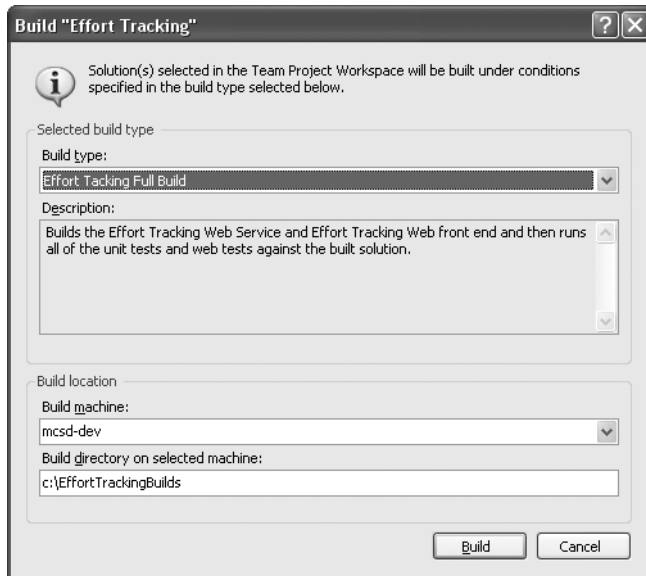 Build "Effort Tracking"
Solution(s) selected in the Team Project Workspace will be built under conditions
specified in the build type selected below.
Selected build type
Build type:
Effort Tacking Full Build
Description:
Builds the Effort Tracking Web Service and Effort Tracking Web front end and then runs
all of the unit tests and web tests against the built solution.
Build location
Build machine:
mcsd-dev
Build directory on selected machine:
c:\EffortTrackingBuilds
Build Cancel